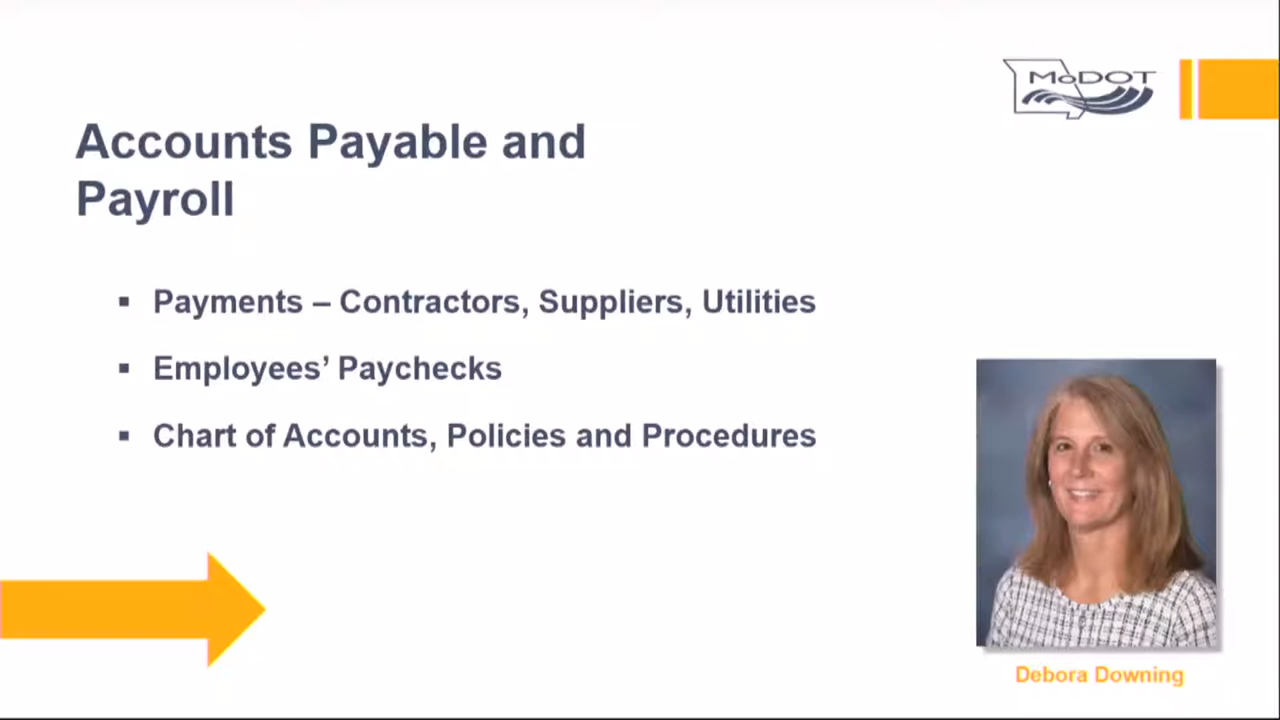 MoDOT
Accounts Payable and
Payroll
▪ Payments – Contractors, Suppliers, Utilities
▪ Employees’ Paychecks
▪ Chart of Accounts, Policies and Procedures
Debora Downing